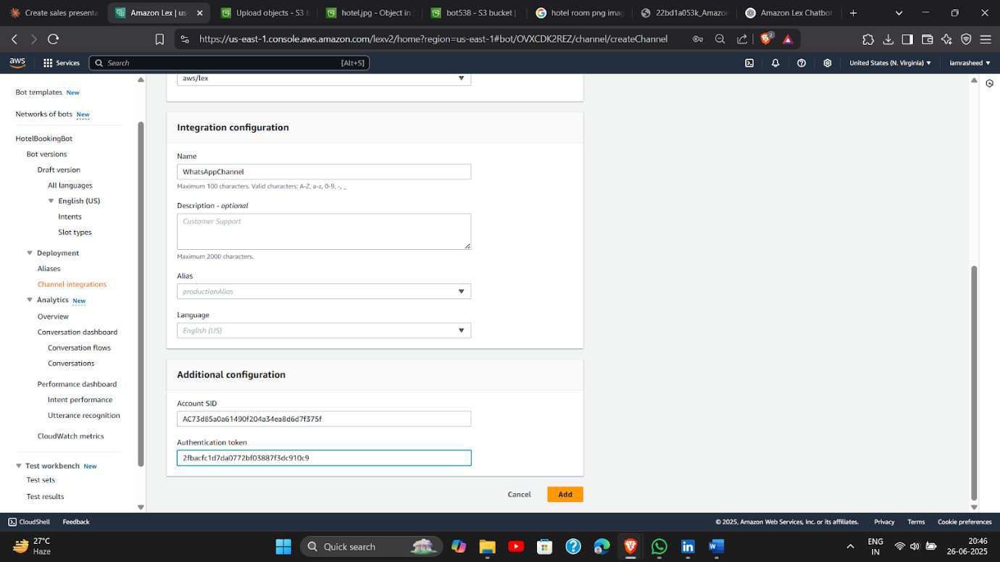 Create sales presenta
Amazon Lex | us
Upload objects - S3 b
hotel.jpg - Object in S
bot538 - S3 bucket |
hotel room png imag
22bd1a053k_Amazon
Amazon Lex Chatbot
https://us-east-1.console.aws.amazon.com/lexv2/home?region=us-east-1#bot/OVXCDK2REZ/channel/createChannel
2
aws
Services
Search
[Alt+S]
United States (N. Virginia)
iamrasheed
Bot templates New
Networks of bots New
HotelBookingBot
Bot versions
Draft version
All languages
English (US)
Intents
Slot types
Deployment
Aliases
Channel integrations
Analytics New
Overview
Conversation dashboard
Conversation flows
Conversations
Performance dashboard
Intent performance
Utterance recognition
CloudWatch metrics
Test workbench New
Test sets
Test results
aws/lex
Integration configuration
Name
WhatsAppChannel
Maximum 100 characters. Valid characters: A-Z, a-z, 0-9, -, _
Description - optional
Customer Support
Maximum 2000 characters.
Alias
productionAlias
Language
English (US)
Additional configuration
Account SID
AC73d85a0a61490f204a34ea8d6d7f375f
Authentication token
2fbacfc1d7da0772bf03887f3dc910c9
Cancel
Add
CloudShell
Feedback
© 2025, Amazon Web Services, Inc. or its affiliates.
Privacy
Terms
Cookie preferences
27°C
Haze
Quick search
ENG
IN
20:46
26-06-2025